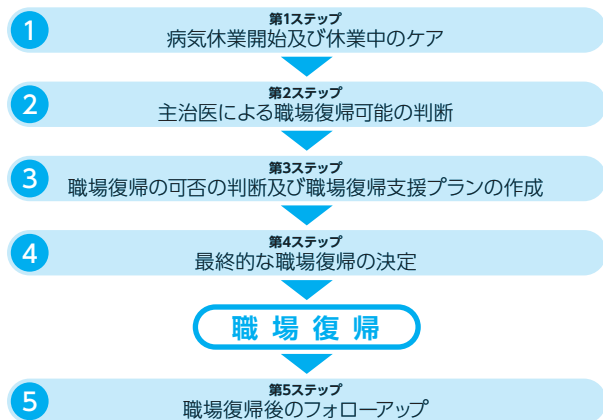 1
第1ステップ
病気休業開始及び休業中のケア
2
第2ステップ
主治医による職場復帰可能の判断
3
第3ステップ
職場復帰の可否の判断及び職場復帰支援プランの作成
4
第4ステップ
最終的な職場復帰の決定
職場復帰
5
第5ステップ
職場復帰後のフォローアップ